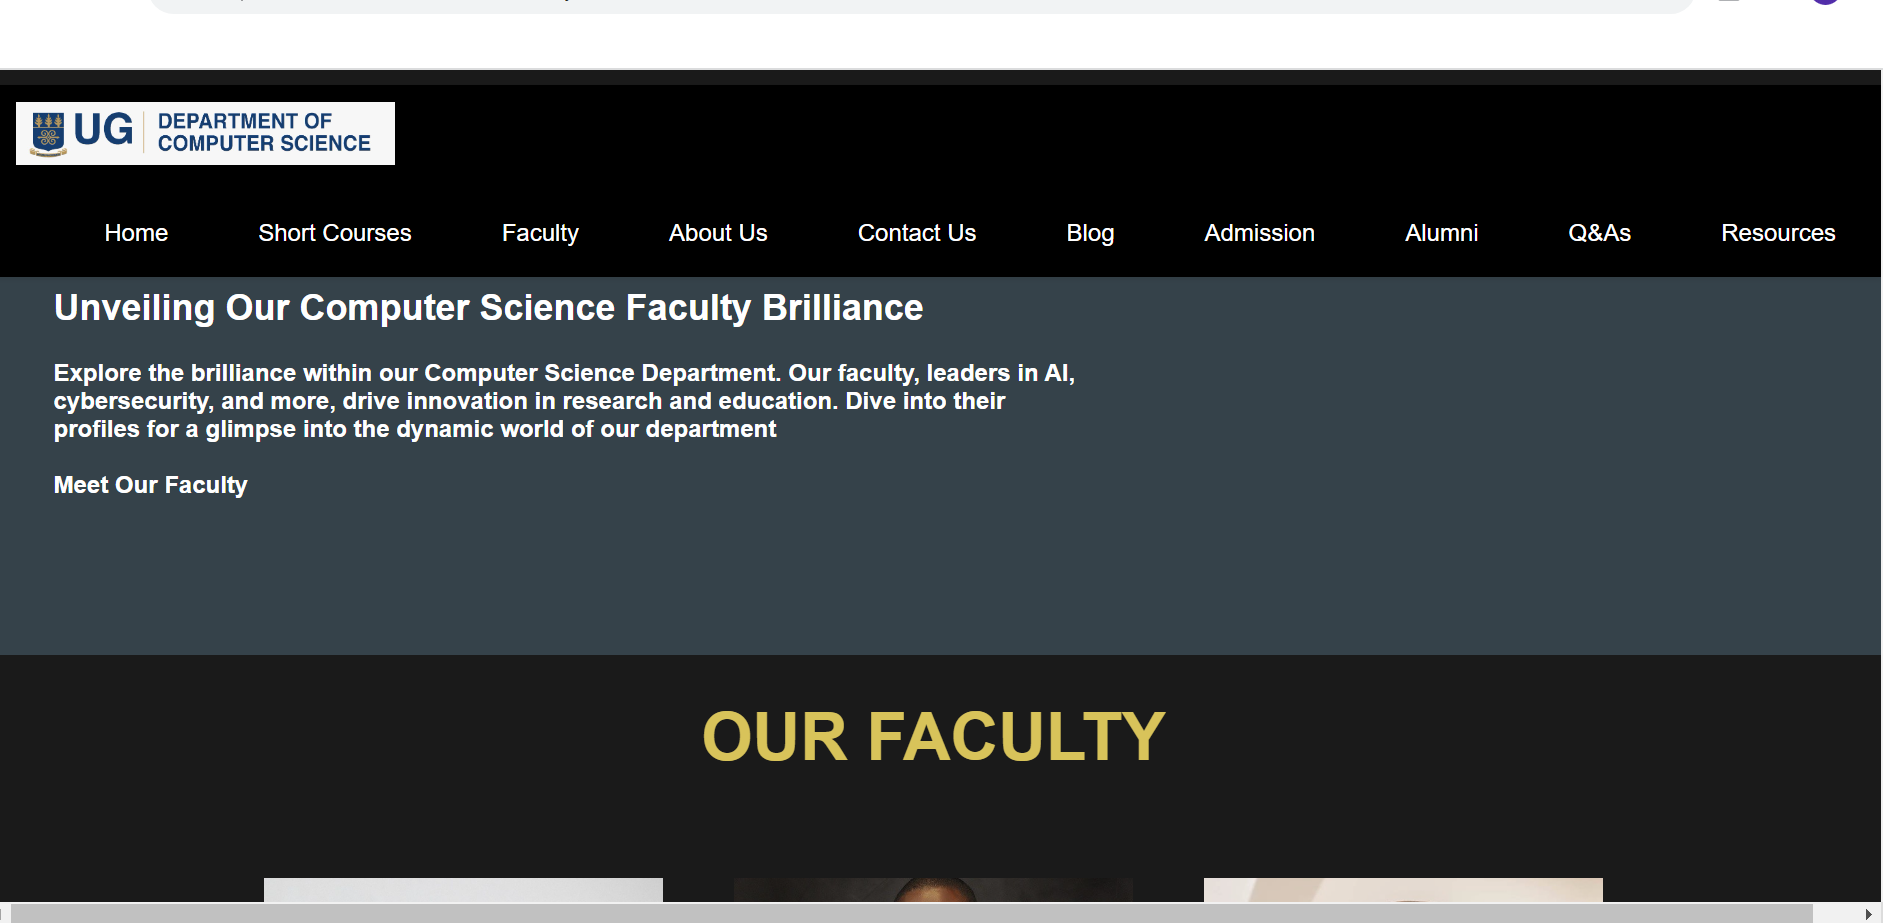 UG
DEPARTMENT OF
COMPUTER SCIENCE
Home Short Courses Faculty About Us Contact Us Blog Admission Alumni Q&As Resources
Unveiling Our Computer Science Faculty Brilliance
Explore the brilliance within our Computer Science Department. Our faculty, leaders in AI,
cybersecurity, and more, drive innovation in research and education. Dive into their
profiles for a glimpse into the dynamic world of our department
Meet Our Faculty
OUR FACULTY